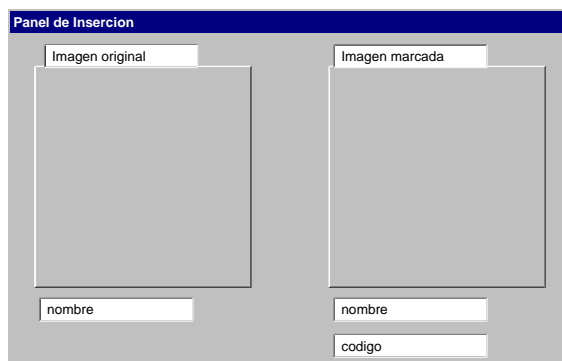 Panel de Insercion
Imagen original
Imagen marcada
nombre
nombre
codigo